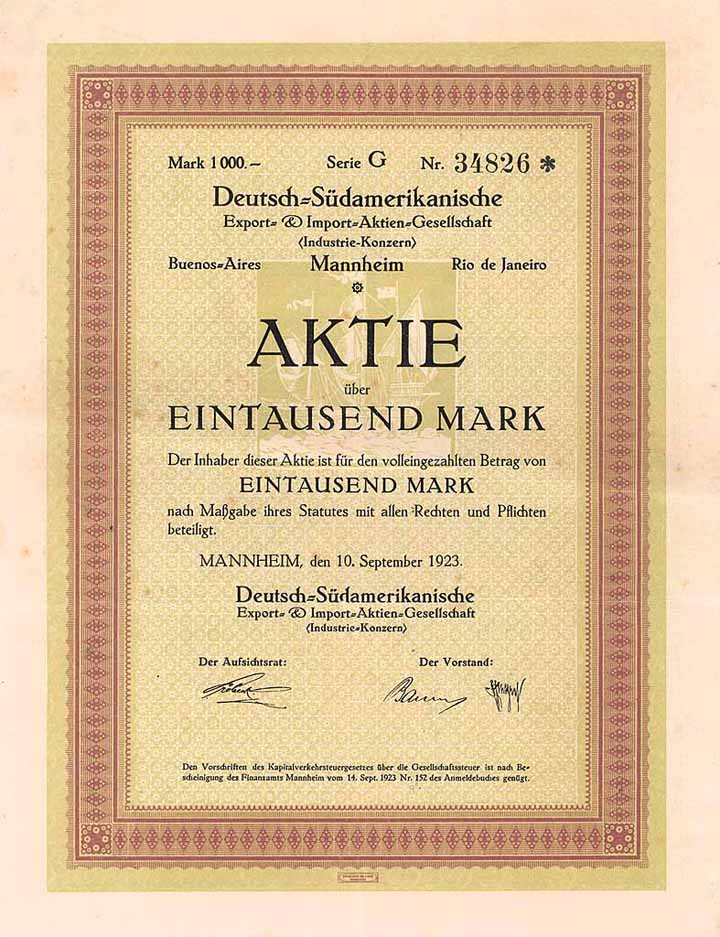 Mark 1000.— Serie G Nr. 34826 *
Deutsch=Südamerikanische
Export= & Import=Aktien=Gesellschaft
(Industrie-Konzern)
Buenos=Aires Mannheim Rio de Janeiro
AKTIE
über
EINTAUSEND MARK
Der Inhaber dieser Aktie ist für den volleingezahlten Betrag von
EINTAUSEND MARK
nach Maßgabe ihres Statutes mit allen Rechten und Pflichten
beteiligt.
MANNHEIM, den 10. September 1923.
Deutsch=Südamerikanische
Export= & Import=Aktien=Gesellschaft
(Industrie-Konzern)
Der Aufsichtsrat: Der Vorstand:
Den Vorschriften des Kapitalverkehrsteuergesetzes über die Gesellschaftssteuer ist nach Be=
scheinigung des Finanzamts Mannheim vom 14. Sept. 1923 Nr. 152 des Anmeldebuches genügt.